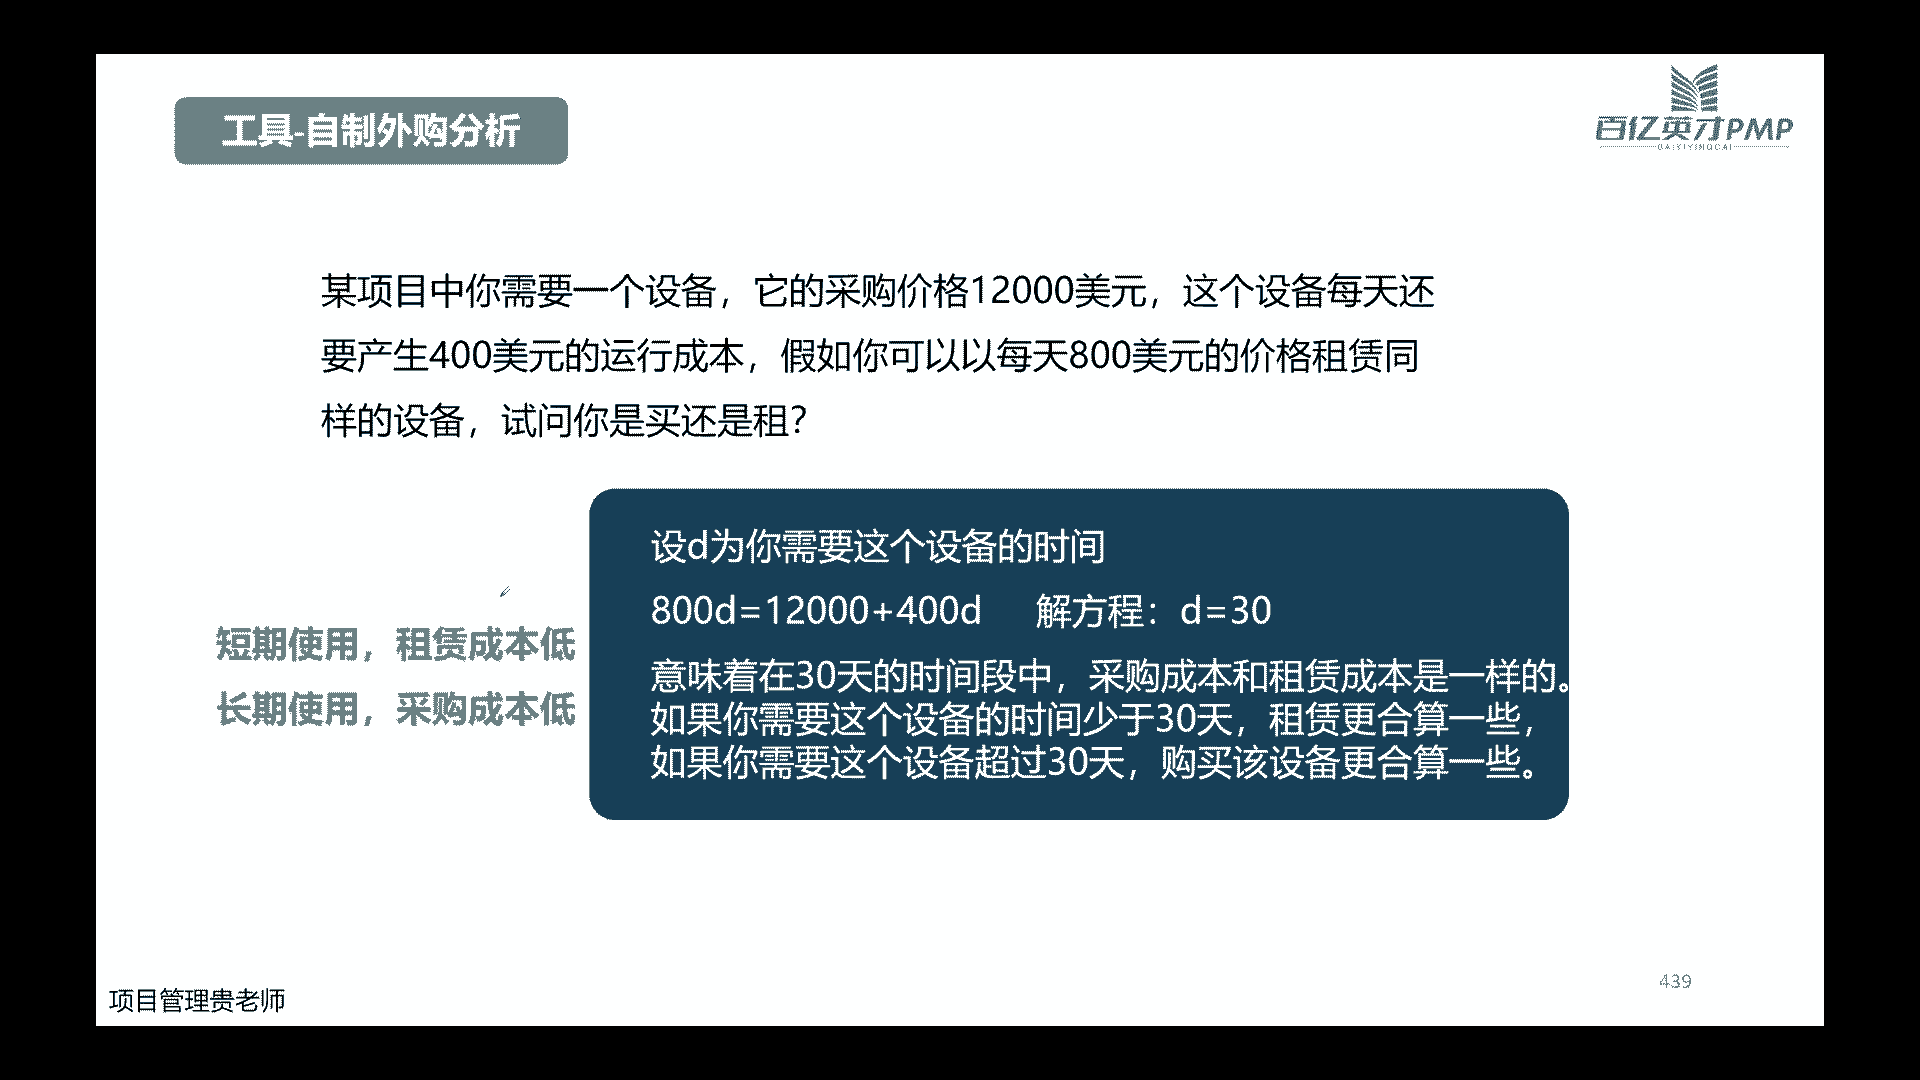 工具-自制外购分析
百亿英才PMP
BAIYIYINGCAI
某项目中你需要一个设备，它的采购价格12000美元，这个设备每天还
要产生400美元的运行成本，假如你可以以每天800美元的价格租赁同
样的设备，试问你是买还是租?
设d为你需要这个设备的时间
800d=12000+400d 解方程：d=30
意味着在30天的时间段中，采购成本和租赁成本是一样的。
如果你需要这个设备的时间少于30天，租赁更合算一些，
如果你需要这个设备超过30天，购买该设备更合算一些。
短期使用，租赁成本低
长期使用，采购成本低
439
项目管理贵老师